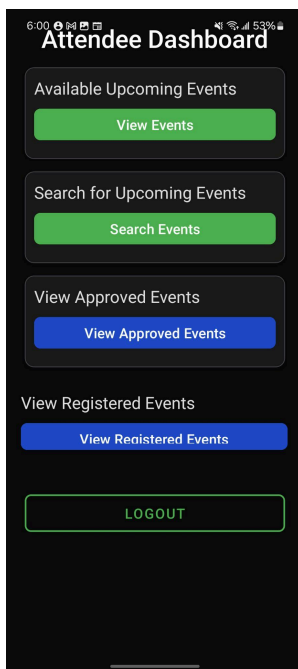 6:00 53%
Attendee Dashboard
Available Upcoming Events
View Events
Search for Upcoming Events
Search Events
View Approved Events
View Approved Events
View Registered Events
View Registered Events
LOGOUT